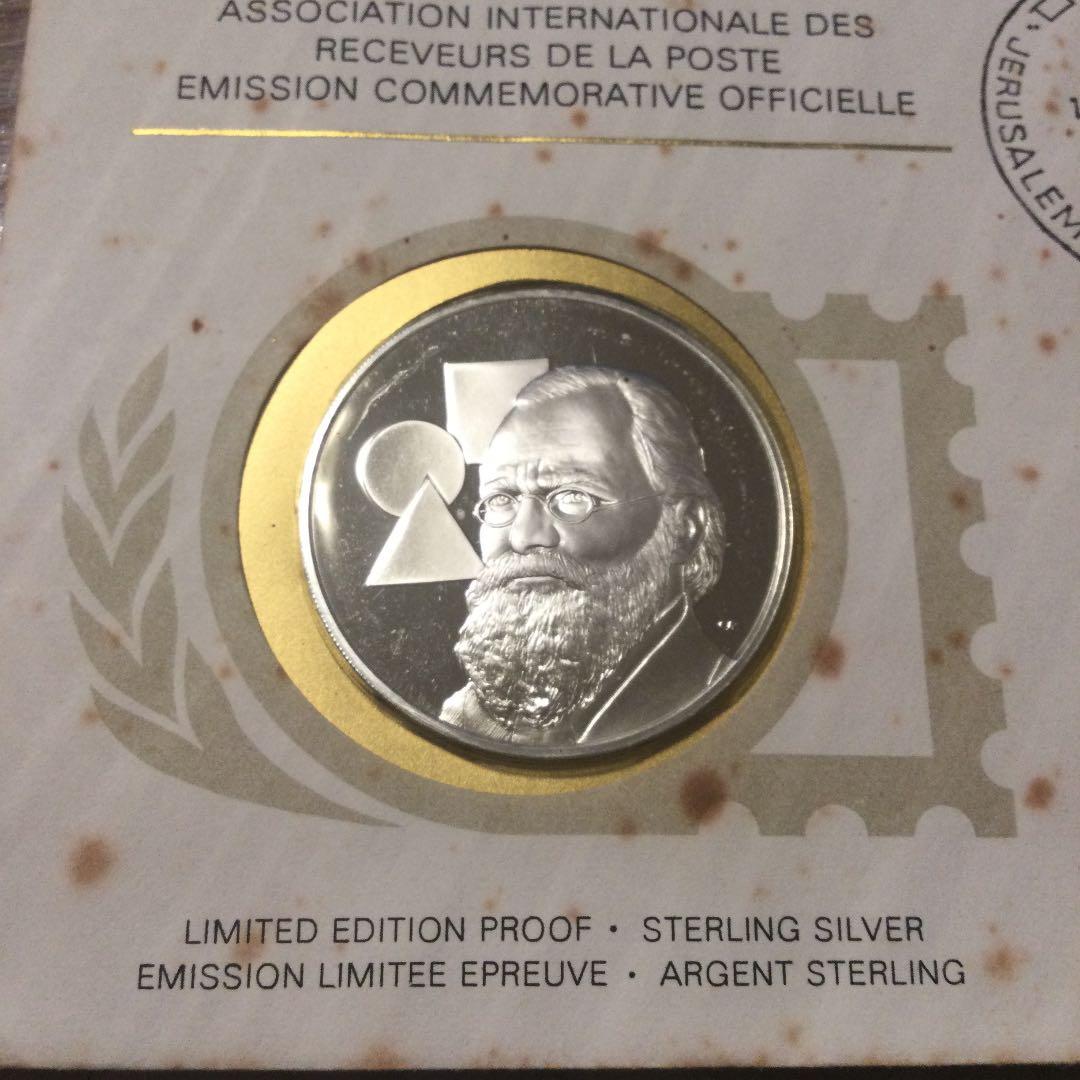 ASSOCIATION INTERNATIONALE DES
RECEVEURS DE LA POSTE
EMISSION COMMEMORATIVE OFFICIELLE
JERUSALEM
LIMITED EDITION PROOF • STERLING SILVER
EMISSION LIMITEE EPREUVE • ARGENT STERLING